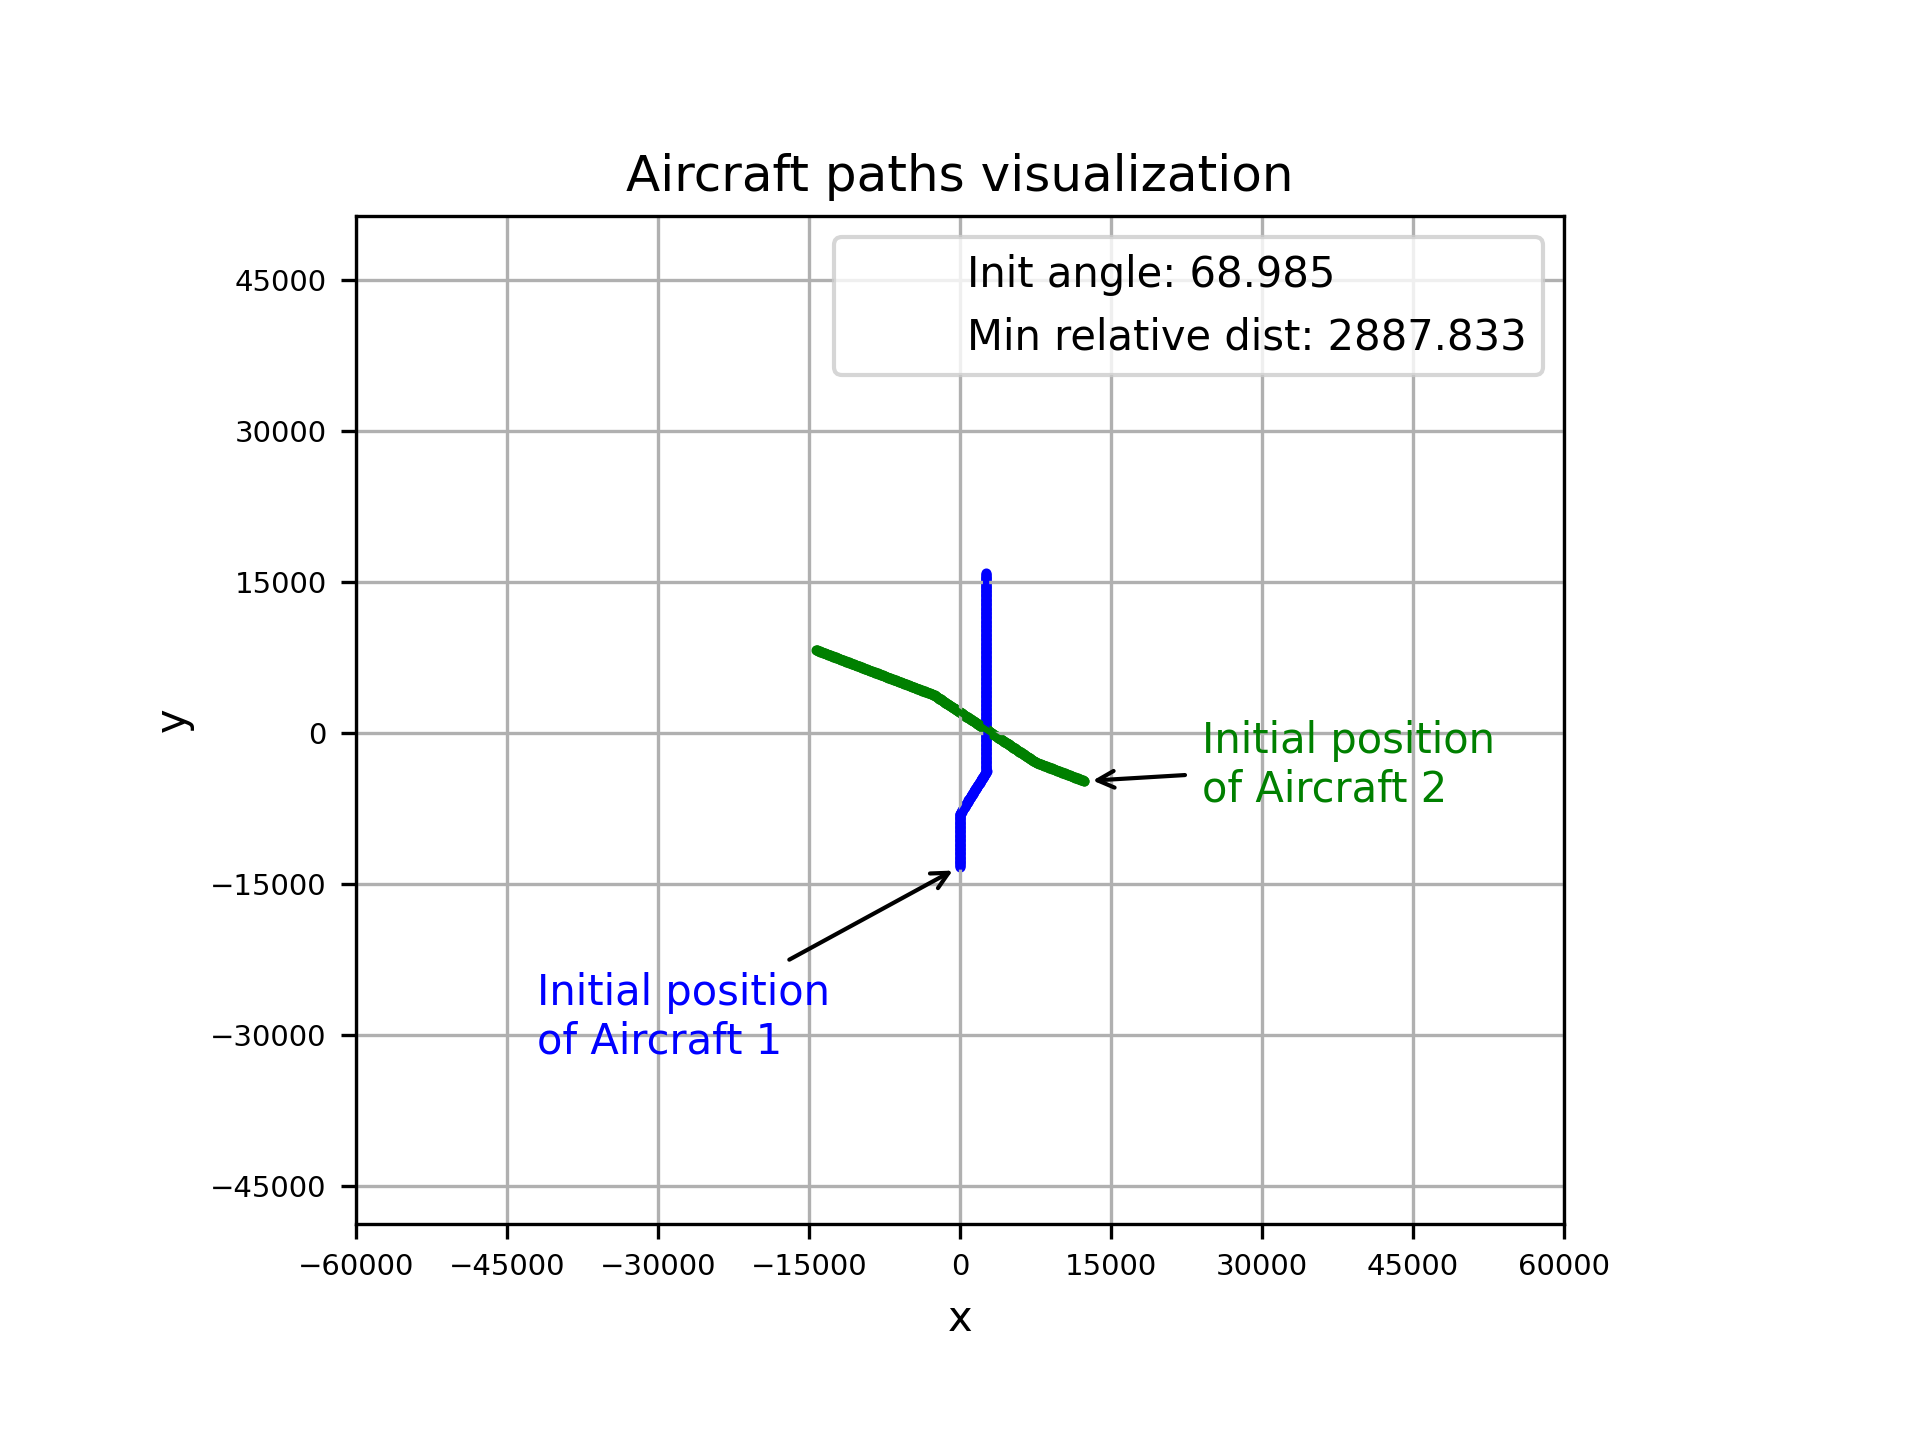 Aircraft paths visualization
Init angle: 68.985
Min relative dist: 2887.833
45000
30000
15000
0
−15000
−30000
−45000
y
Initial position
of Aircraft 2
Initial position
of Aircraft 1
−60000 −45000 −30000 −15000 0 15000 30000 45000 60000
x